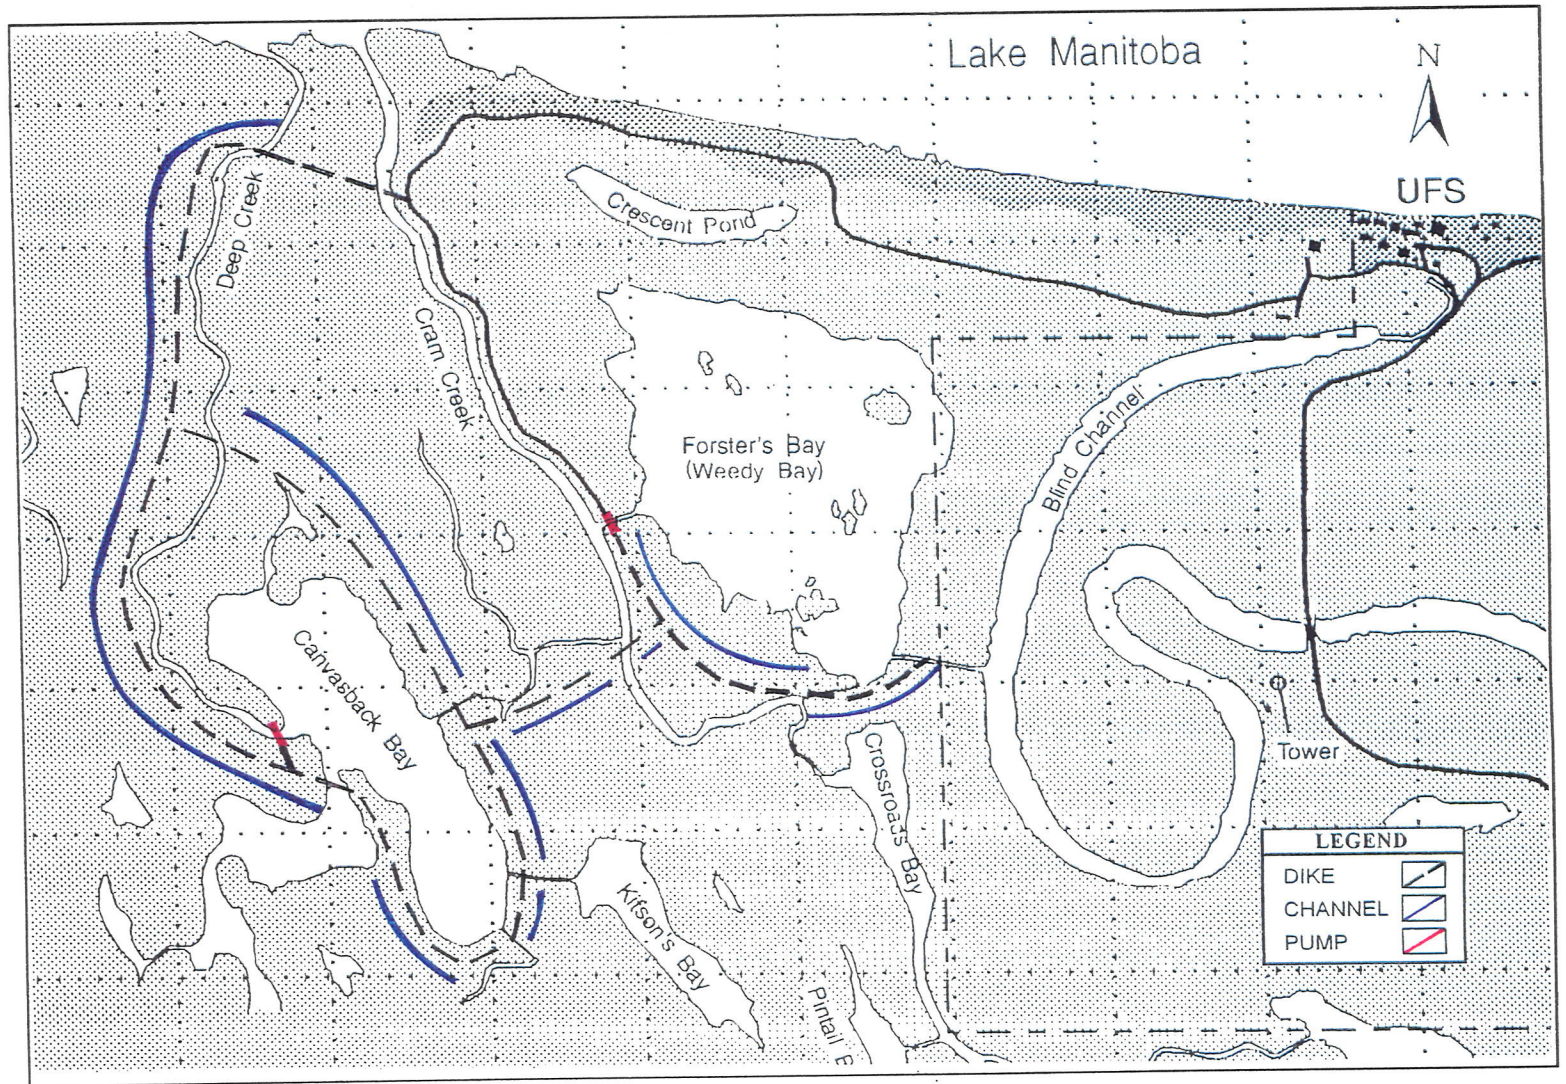 Lake Manitoba
N
UFS
Crescent Pond
Deep Creek
Cram Creek
Forster's Bay
(Weedy Bay)
Blind Channel
Canvasback Bay
Tower
Crossroads Bay
Kitson's Bay
Pintail
LEGEND
DIKE
CHANNEL
PUMP